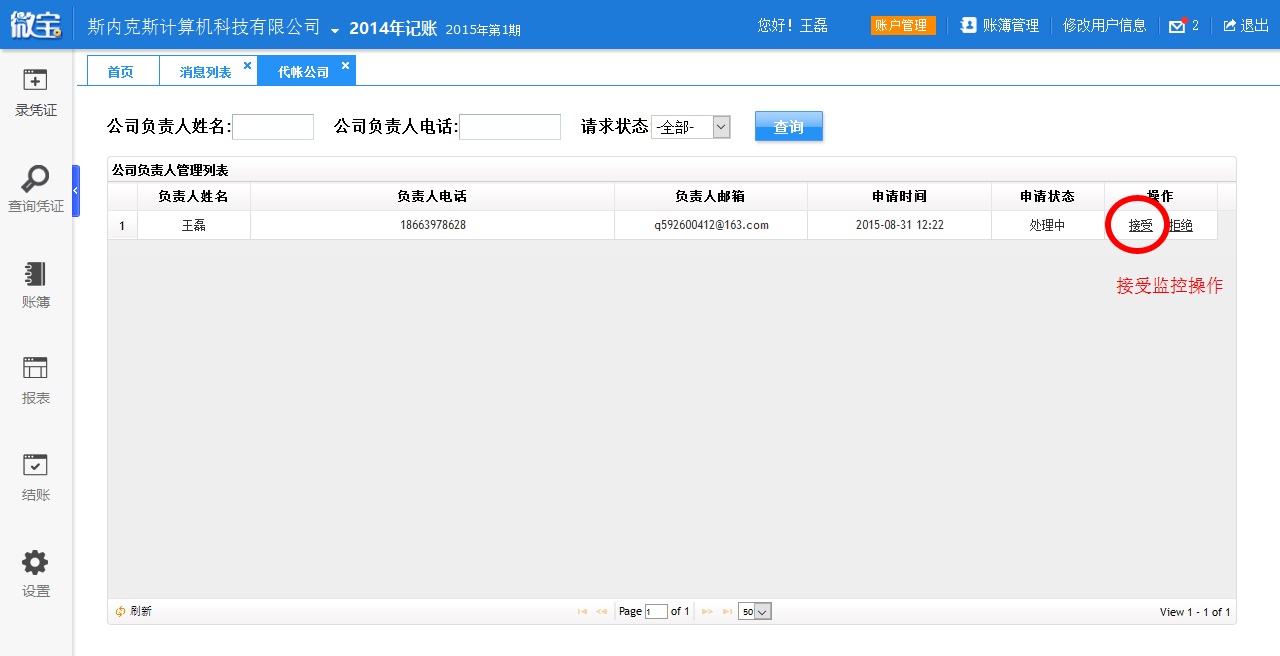 微宝 斯内克斯计算机科技有限公司 2014年记账 2015年第1期 您好！王磊 账户管理 账簿管理 修改用户信息 2 退出
首页 消息列表 代帐公司
录凭证
查询凭证
账簿
报表
结账
设置
公司负责人姓名: 公司负责人电话: 请求状态 -全部- 查询
公司负责人管理列表
负责人姓名 负责人电话 负责人邮箱 申请时间 申请状态 操作
1 王磊 18663978628 q592600412@163.com 2015-08-31 12:22 处理中 接受 拒绝
接受监控操作
刷新 Page 1 of 1 50 View 1 - 1 of 1